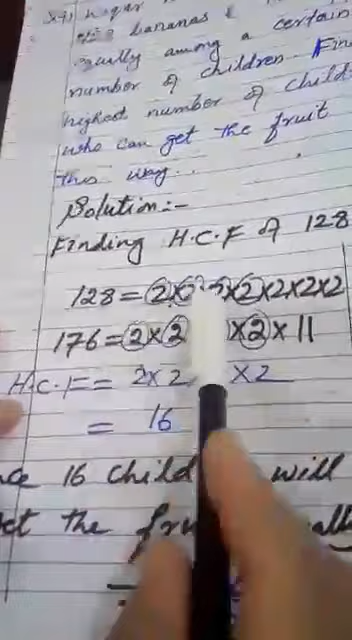 bananas &
equally among a certain
number of children. Fin
highest number of child
who can get the fruit
this way..
Solution:-
Finding H.C.F of 128
128 = 2×2 2×2×2×2×2
176 = 2×2 ×2×11
H.C.F = 2×2 ×2
= 16
16 child will
the fru